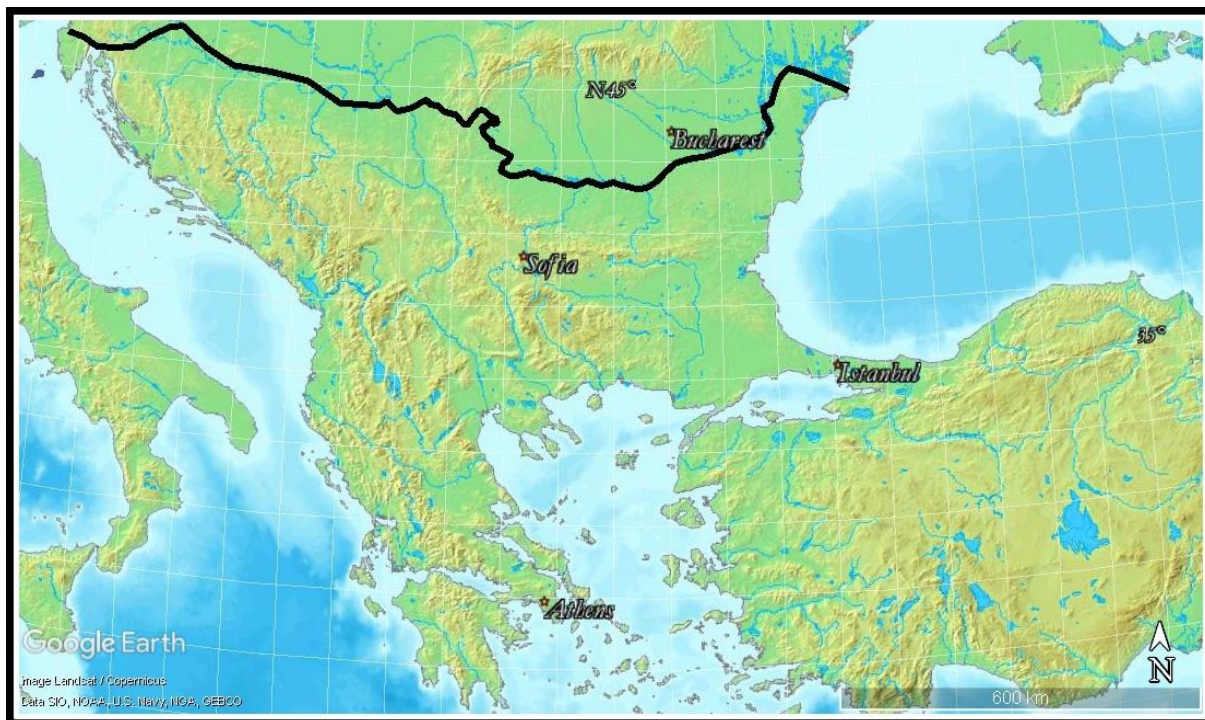 N45°
Bucharest
Sofia
35°
Istanbul
Athens
Google Earth
Image Landsat / Copernicus
Data SIO, NOAA, U.S. Navy, NGA, GEBCO
600 km
N